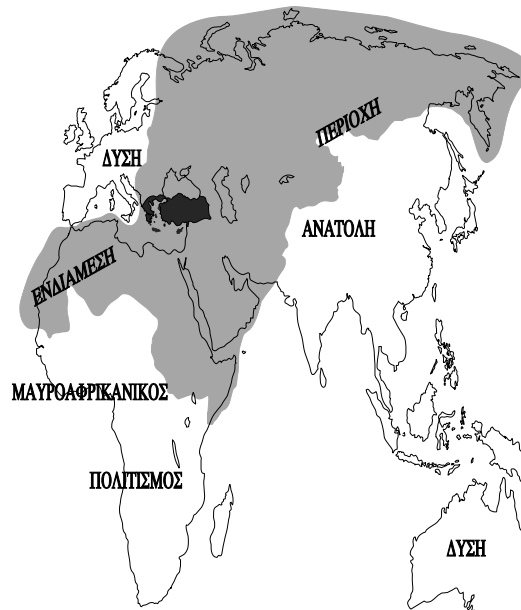 ΠΕΡΙΟΧΗ
ΔΥΣΗ
ΑΝΑΤΟΛΗ
ΕΝΔΙΑΜΕΣΗ
ΜΑΥΡΟΑΦΡΙΚΑΝΙΚΟΣ
ΠΟΛΙΤΙΣΜΟΣ
ΔΥΣΗ